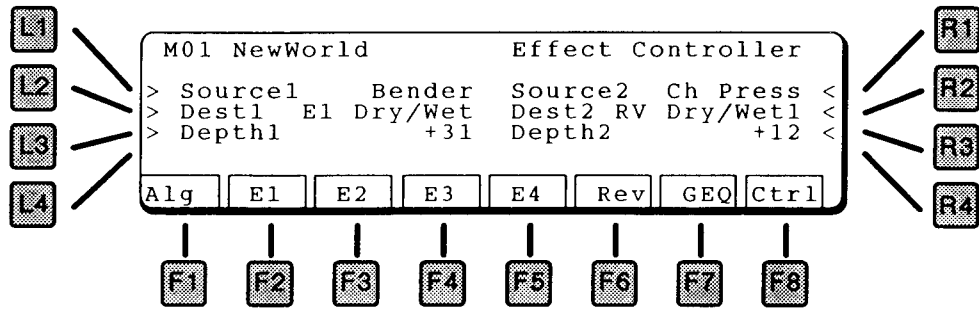 L1 R1
M01 NewWorld Effect Controller
L2 > Source1 Bender Source2 Ch Press < R2
> Dest1 E1 Dry/Wet Dest2 RV Dry/Wet1 <
L3 > Depth1 +31 Depth2 +12 < R3
L4 Alg E1 E2 E3 E4 Rev GEQ Ctrl R4
F1 F2 F3 F4 F5 F6 F7 F8